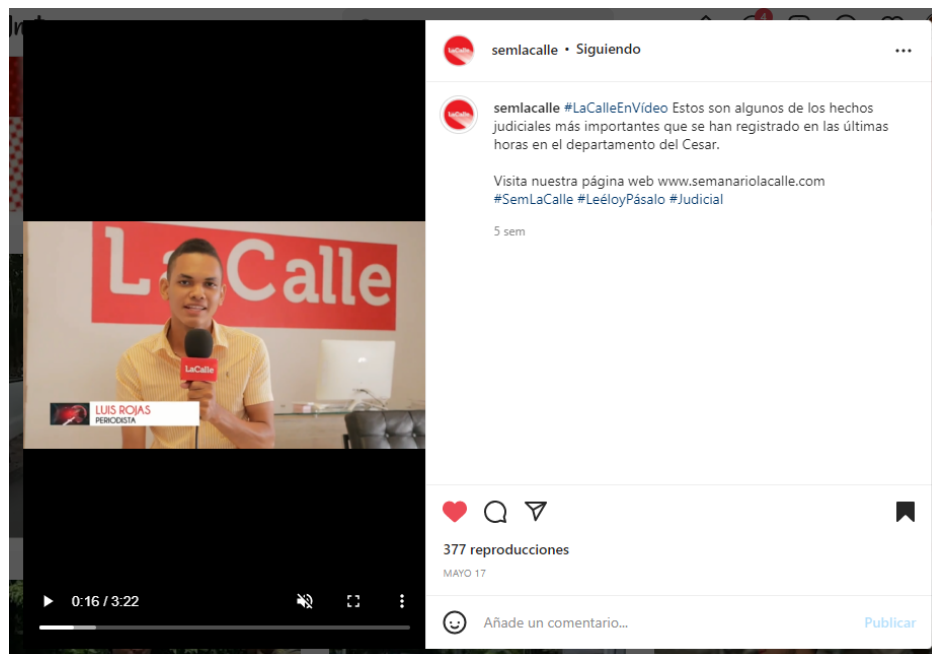 semlacalle • Siguiendo
semlacalle #LaCalleEnVídeo Estos son algunos de los hechos
judiciales más importantes que se han registrado en las últimas
horas en el departamento del Cesar.
Visita nuestra página web www.semanariolacalle.com
#SemLaCalle #LeéloyPásalo #Judicial
5 sem
LaCalle
LaCalle
LUIS ROJAS
PERIODISTA
377 reproducciones
MAYO 17
0:16 / 3:22
Añade un comentario...
Publicar